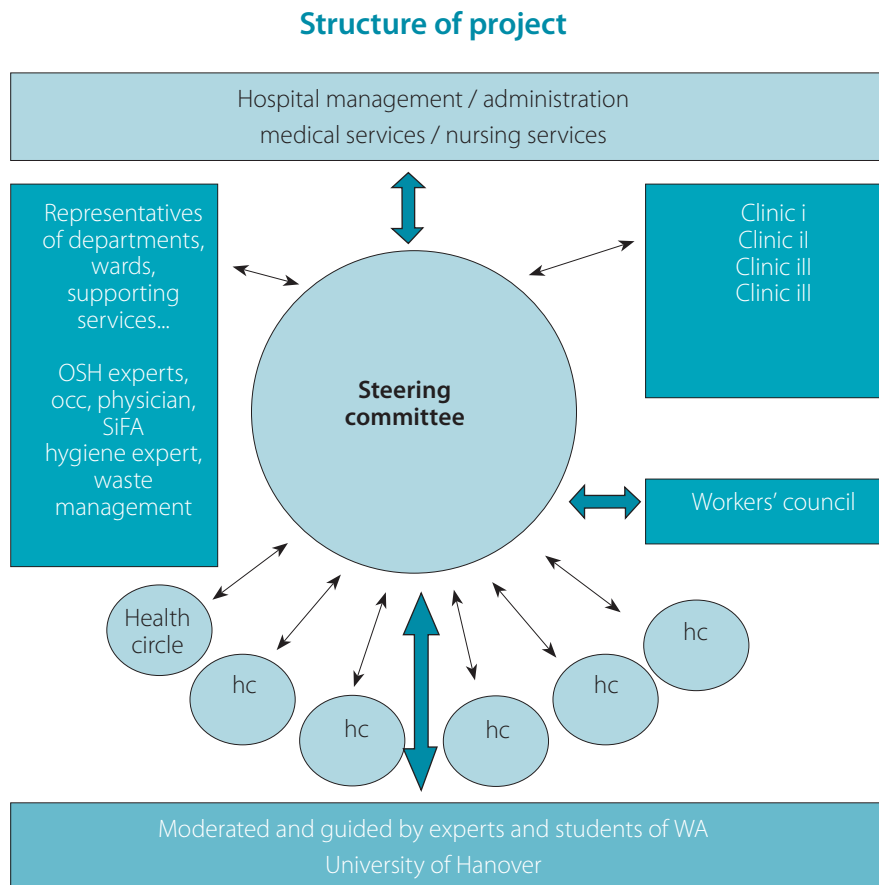 Structure of project
Hospital management / administration
medical services / nursing services
Representatives
of departments,
wards,
supporting
services...
OSH experts,
occ, physician,
SiFA
hygiene expert,
waste
management
Clinic i
Clinic il
Clinic ill
Clinic ill
Steering
committee
Workers’ council
Health
circle
hc
hc
hc
hc
hc
Moderated and guided by experts and students of WA
University of Hanover